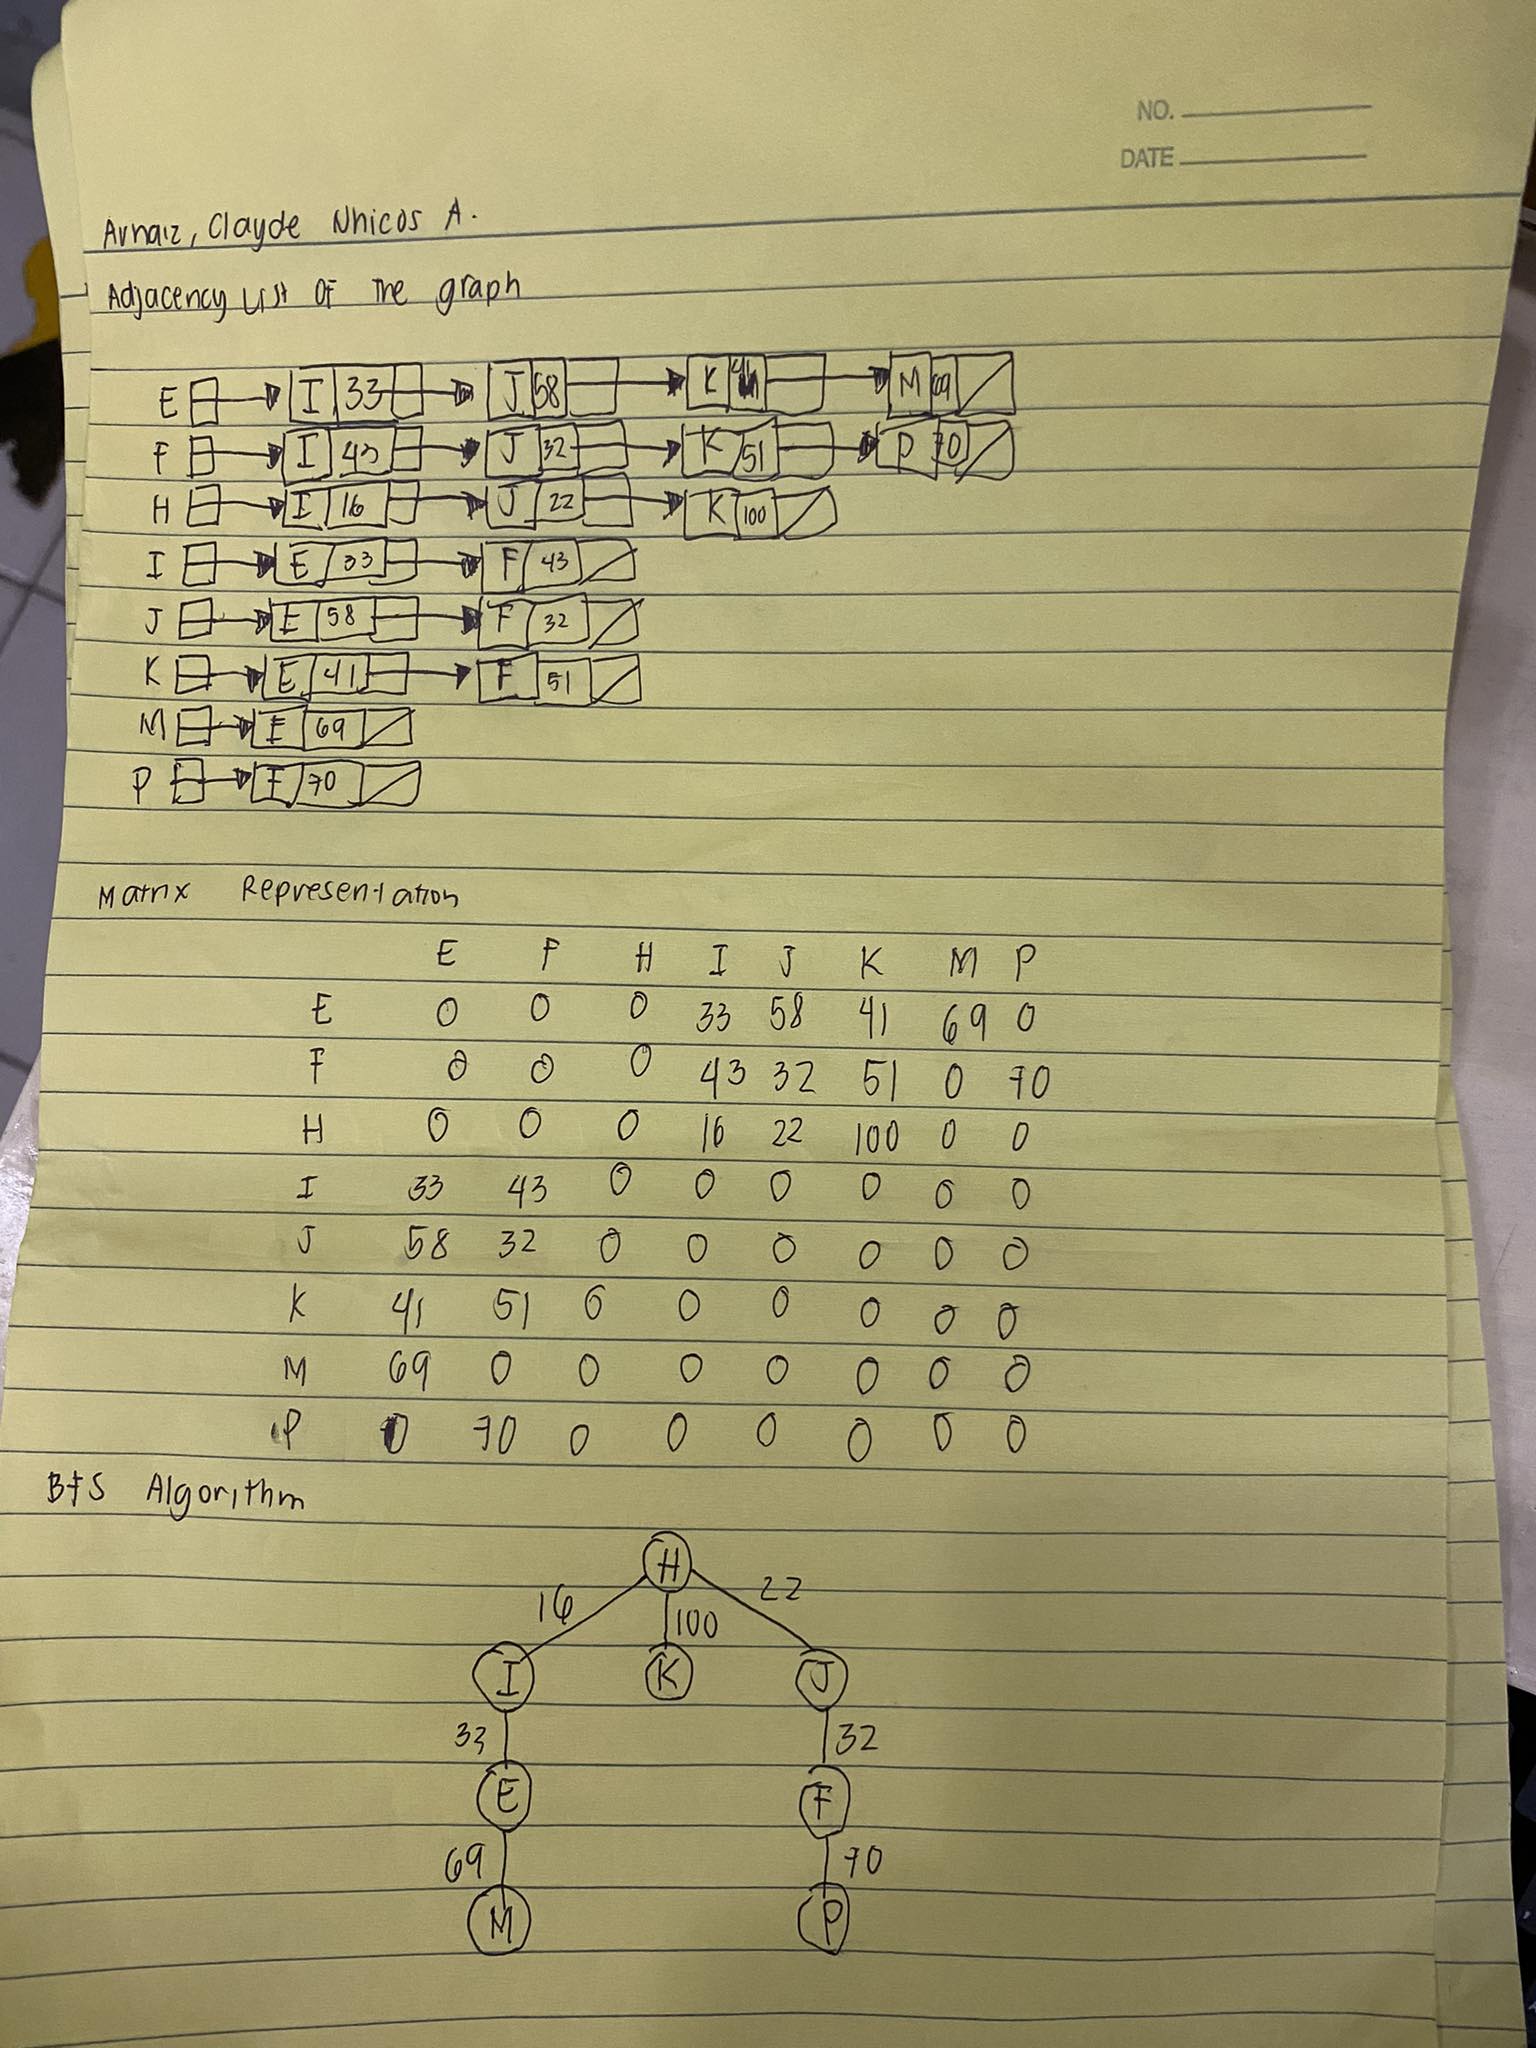 NO.
DATE
Arnaiz, Clayde Nhicos A.
Adjacency List OF The graph
E I 33 J 58 K M 69
F I 43 J 32 K 51 P 70
H I 16 J 22 K 100
I E 33 F 43
J E 58 F 32
K E 41 F 51
M E 69
P F 70
Matrix Representation
E F H I J K M P
E 0 0 0 33 58 41 69 0
F 0 0 0 43 32 51 0 70
H 0 0 0 16 22 100 0 0
I 33 43 0 0 0 0 0 0
J 58 32 0 0 0 0 0 0
K 41 51 0 0 0 0 0 0
M 69 0 0 0 0 0 0 0
P 0 70 0 0 0 0 0 0
BFS Algorithm
H
16 100 22
I K J
33 32
E F
69 70
M P